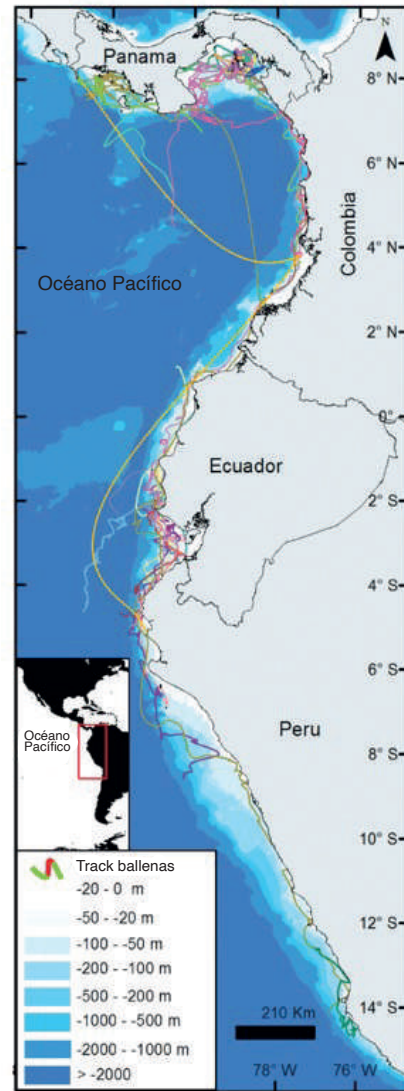 Panama
N
8° N
6° N
Colombia
4° N
Océano Pacífico
2° N
0°
Ecuador
2° S
4° S
6° S
Océano
Pacífico
Peru
8° S
10° S
Track ballenas
-20 - 0 m
-50 - -20 m
-100 - -50 m
12° S
-200 - -100 m
-500 - -200 m
-1000 - -500 m
210 Km
14° S
-2000 - -1000 m
> -2000
78° W
76° W